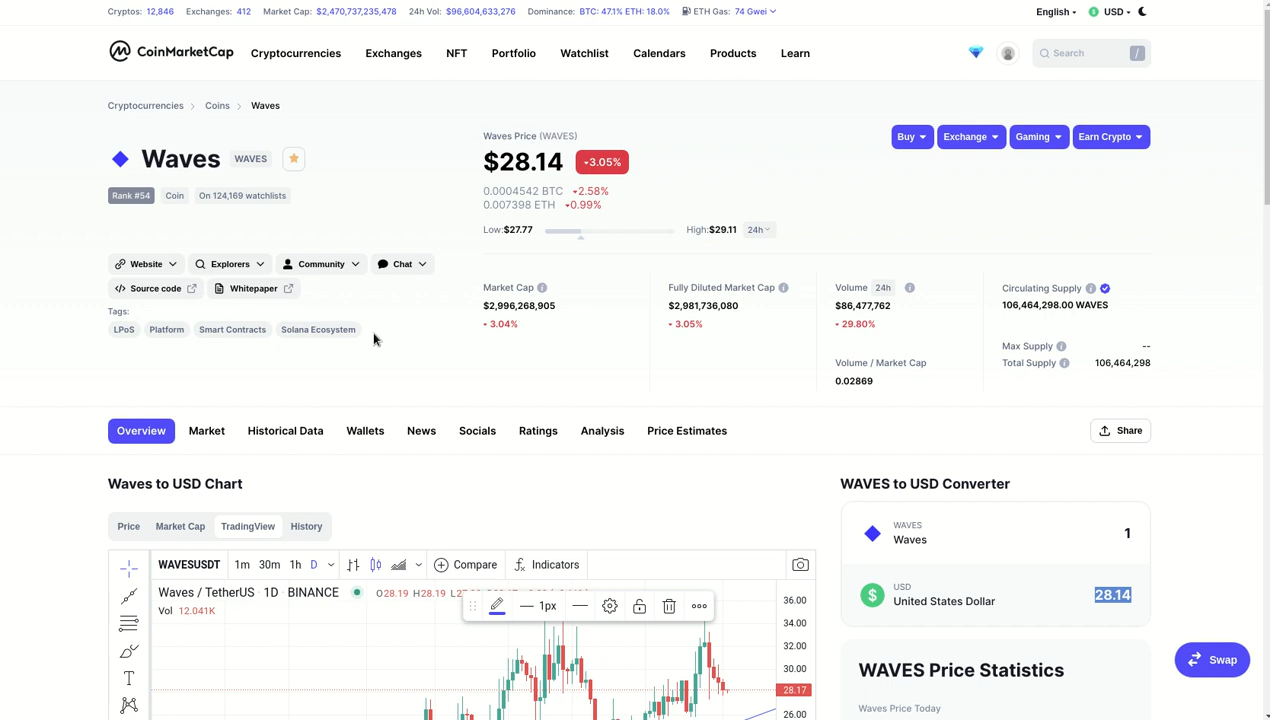 Cryptos: 12,846 Exchanges: 412 Market Cap: $2,470,737,235,478 24h Vol: $96,604,633,276 Dominance: BTC: 47.1% ETH: 18.0% ETH Gas: 74 Gwei English USD
CoinMarketCap Cryptocurrencies Exchanges NFT Portfolio Watchlist Calendars Products Learn Search /
Cryptocurrencies > Coins > Waves
Waves WAVES
Rank #54 Coin On 124,169 watchlists
Website Explorers Community Chat
Source code Whitepaper
Tags:
LPoS Platform Smart Contracts Solana Ecosystem
Waves Price (WAVES)
$28.14 3.05%
0.0004542 BTC 2.58%
0.007398 ETH 0.99%
Low:$27.77 High:$29.11 24h
Buy Exchange Gaming Earn Crypto
Market Cap
$2,996,268,905
3.04%
Fully Diluted Market Cap
$2,981,736,080
3.05%
Volume 24h
$86,477,762
29.80%
Volume / Market Cap
0.02869
Circulating Supply
106,464,298.00 WAVES
Max Supply --
Total Supply 106,464,298
Overview Market Historical Data Wallets News Socials Ratings Analysis Price Estimates Share
Waves to USD Chart
Price Market Cap TradingView History
WAVESUSDT 1m 30m 1h D Compare Indicators
Waves / TetherUS · 1D · BINANCE O28.19 H28.19
Vol 12.041K
1px
36.00
34.00
32.00
30.00
28.17
26.00
WAVES to USD Converter
WAVES
Waves 1
USD
United States Dollar 28.14
WAVES Price Statistics
Waves Price Today
Swap